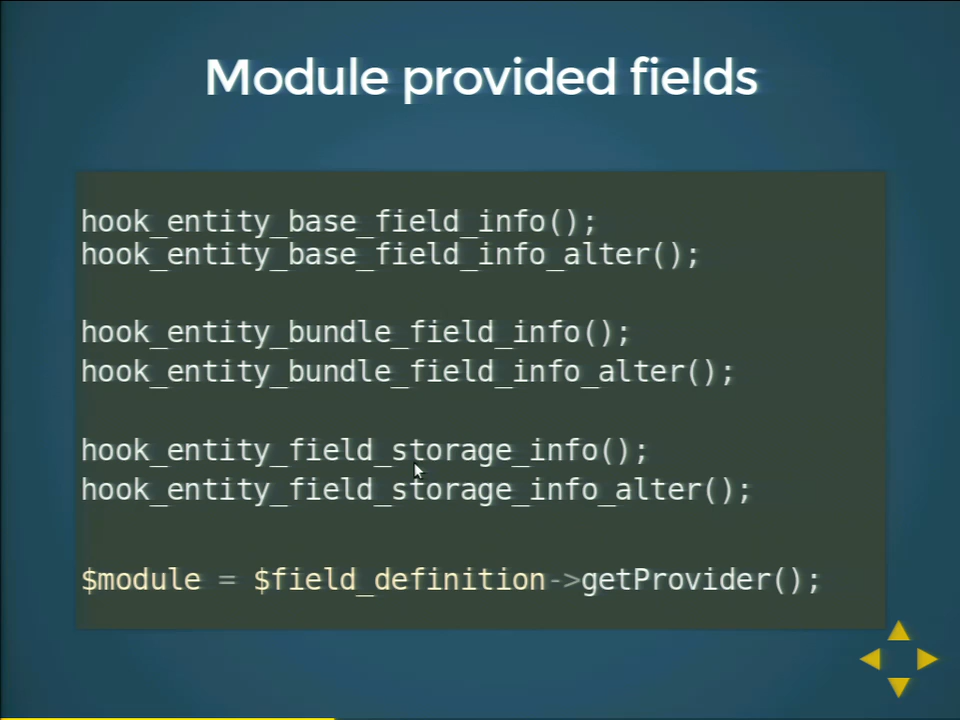 Module provided fields
hook_entity_base_field_info();
hook_entity_base_field_info_alter();
hook_entity_bundle_field_info();
hook_entity_bundle_field_info_alter();
hook_entity_field_storage_info();
hook_entity_field_storage_info_alter();
$module = $field_definition->getProvider();